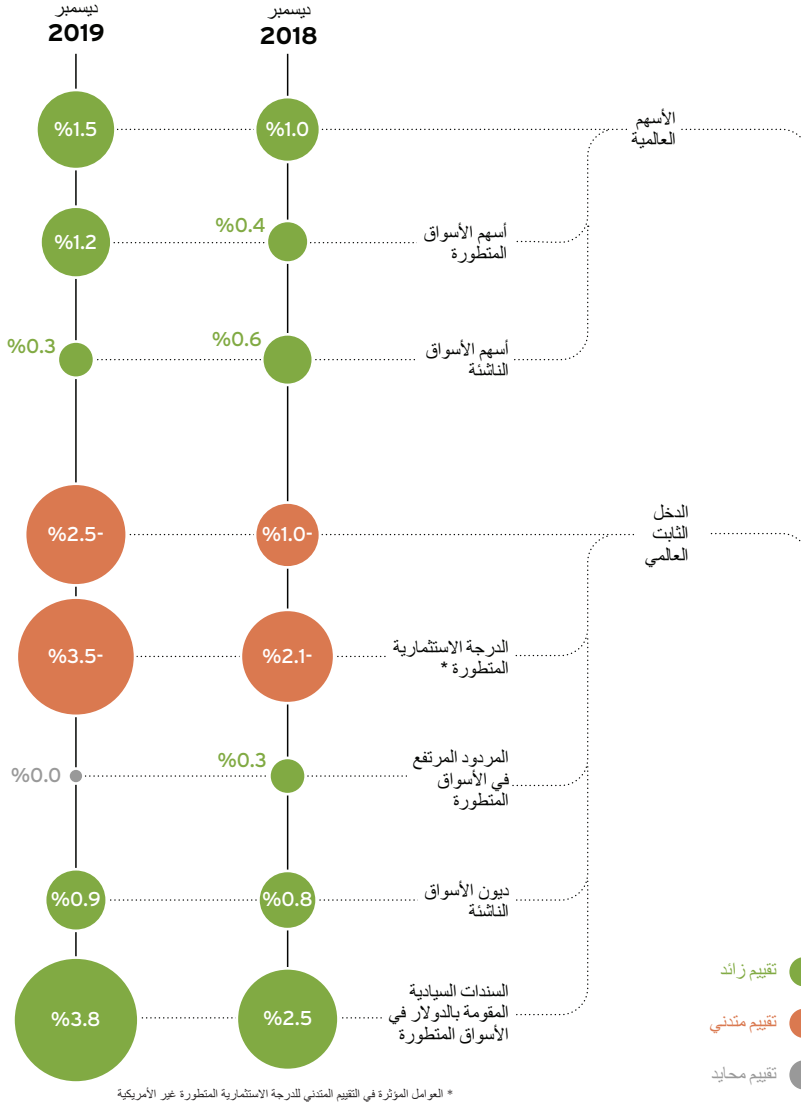 ديسمبر
2019
ديسمبر
2018
الأسهم
العالمية
%1.0
%1.5
أسهم الأسواق
المتطورة
%0.4
%1.2
أسهم الأسواق
الناشئة
%0.6
%0.3
الدخل
الثابت
العالمي
%1.0-
%2.5-
الدرجة الاستثمارية
المتطورة *
%2.1-
%3.5-
المردود المرتفع
في الأسواق
المتطورة
%0.3
%0.0
ديون الأسواق
الناشئة
%0.8
%0.9
السندات السيادية
المقومة بالدولار في
الأسواق المتطورة
%2.5
%3.8
تقييم زائد
تقييم متدني
تقييم محايد
* العوامل المؤثرة في التقييم المتدني للدرجة الاستثمارية المتطورة غير الأمريكية